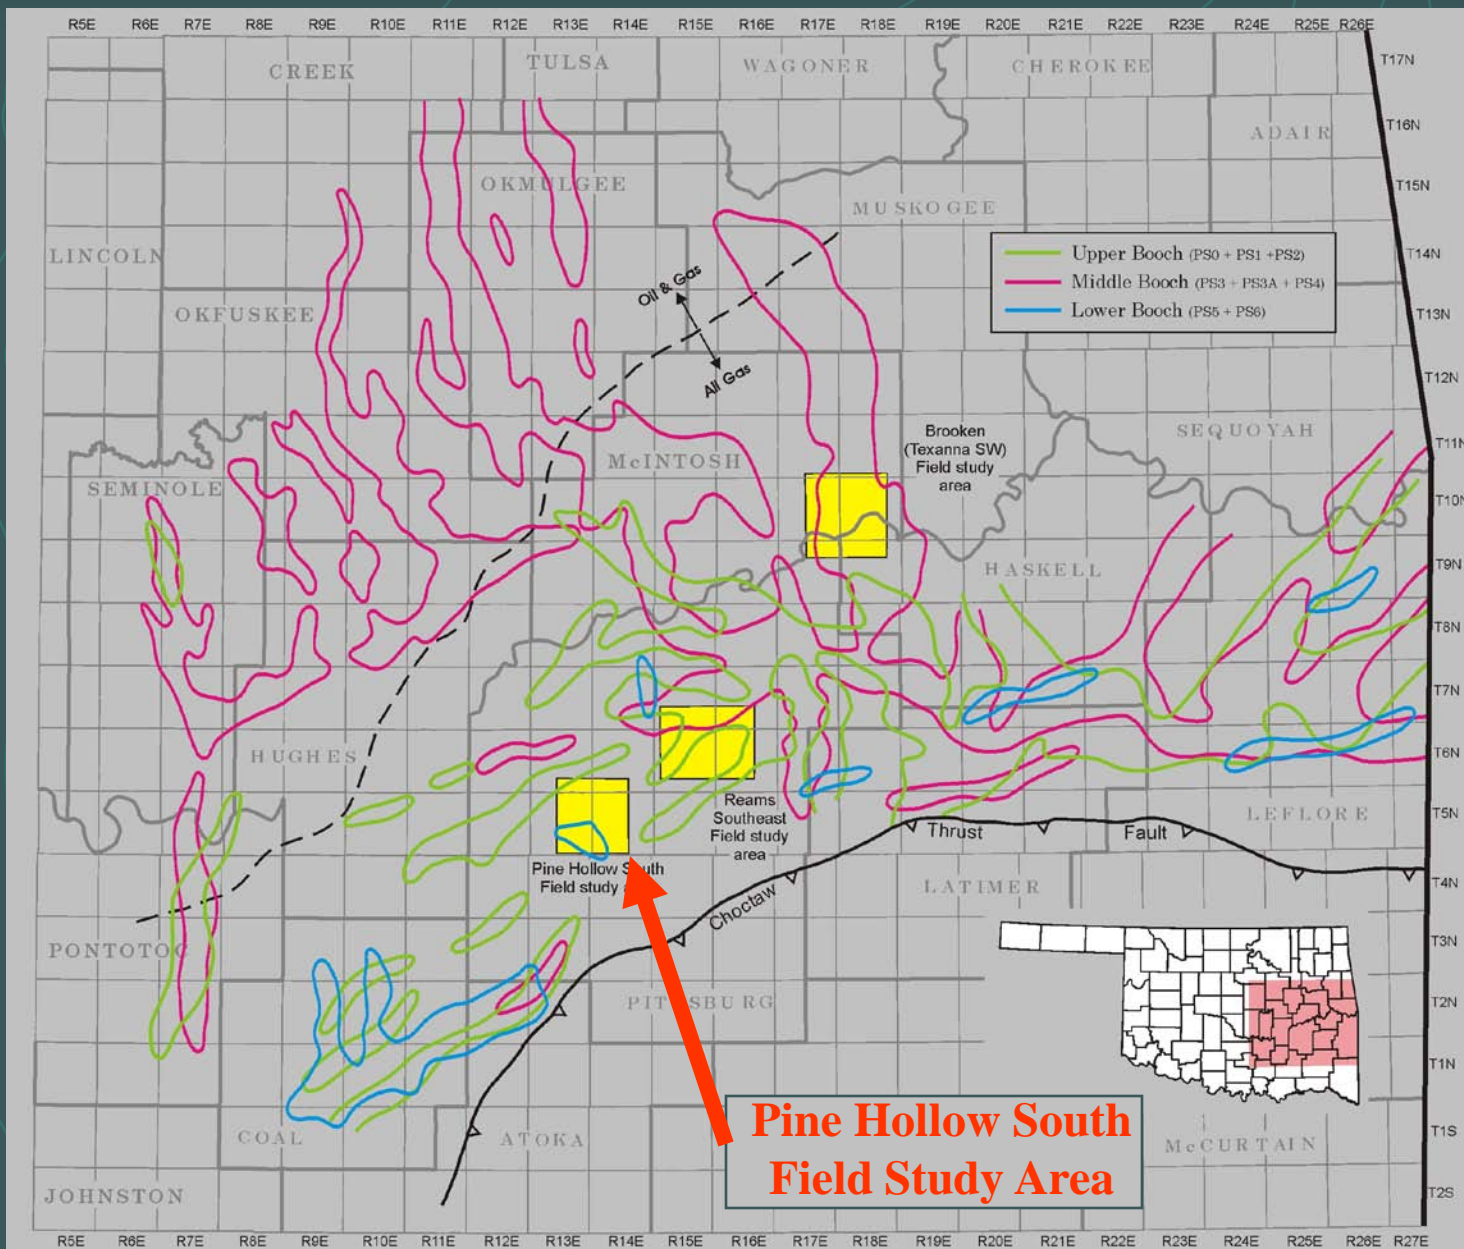 R5E R6E R7E R8E R9E R10E R11E R12E R13E R14E R15E R16E R17E R18E R19E R20E R21E R22E R23E R24E R25E R26E
T17N
CREEK
TULSA
WAGONER
CHEROKEE
T16N
ADAIR
OKMULGEE
T15N
MUSKOGEE
LINCOLN
Upper Booch (PS0 + PS1 +PS2)
Middle Booch (PS3 + PS3A + PS4)
Lower Booch (PS5 + PS6)
T14N
Oil & Gas
All Gas
OKFUSKEE
T13N
T12N
SEQUOYAH
T11N
Brooken
(Texanna SW)
Field study
area
McINTOSH
SEMINOLE
T10N
HASKELL
T9N
T8N
T7N
HUGHES
T6N
Reams
Southeast
Field study
area
LEFLORE
T5N
Thrust
Fault
Choctaw
Pine Hollow South
Field study
LATIMER
T4N
PONTOTOC
T3N
PITTSBURG
T2N
T1N
Pine Hollow South
Field Study Area
COAL
ATOKA
McCURTAIN
T1S
JOHNSTON
T2S
R5E R6E R7E R8E R9E R10E R11E R12E R13E R14E R15E R16E R17E R18E R19E R20E R21E R22E R23E R24E R25E R26E R27E